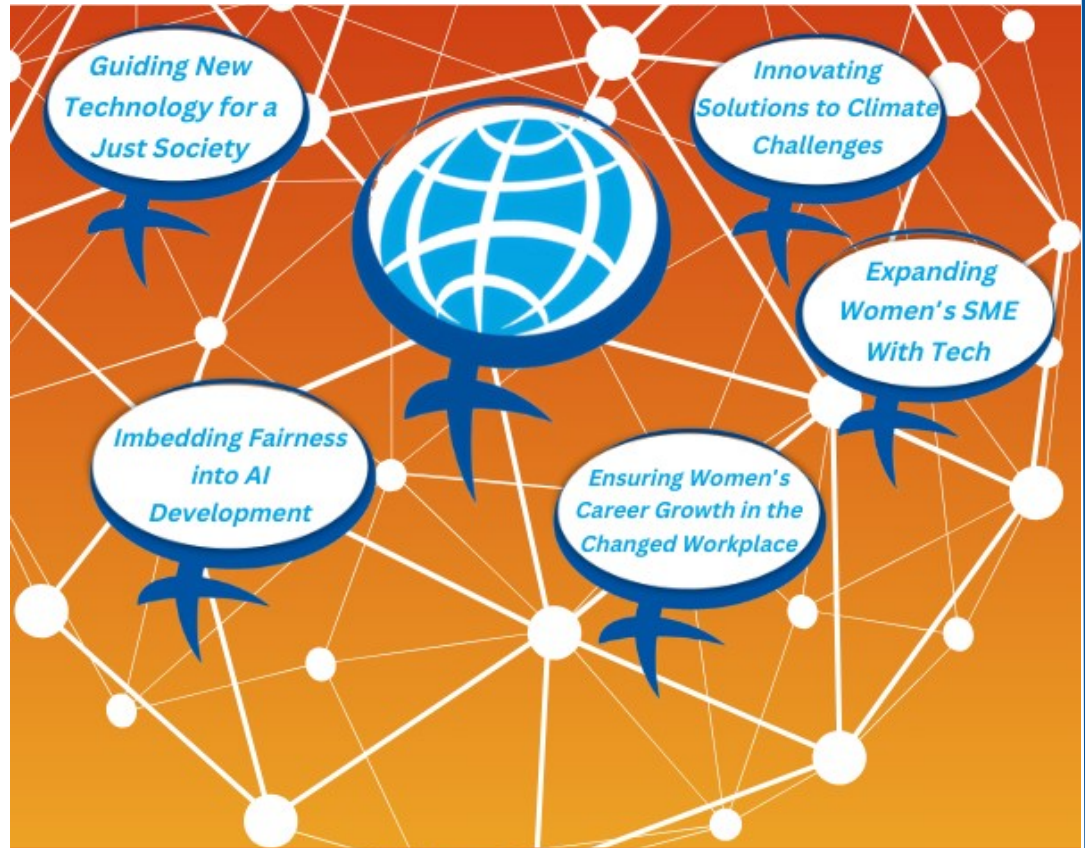 Guiding New
Technology for a
Just Society
Innovating
Solutions to Climate
Challenges
Expanding
Women's SME
With Tech
Imbedding Fairness
into AI
Development
Ensuring Women's
Career Growth in the
Changed Workplace